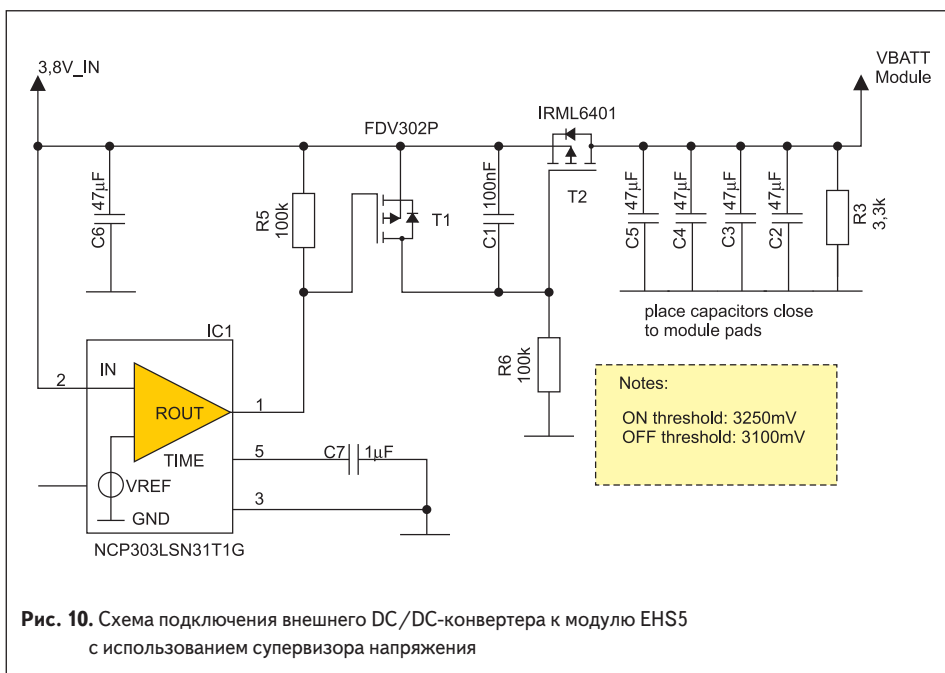 3,8V_IN
VBATT
Module
FDV302P
IRML6401
T2
T1
C6 47µF
R5
100k
C1 100nF
C5 47µF
C4 47µF
C3 47µF
C2 47µF
R3
3,3k
place capacitors close
to module pads
R6
100k
IC1
2 IN
ROUT
1
TIME
5
C7 1µF
VREF
3
GND
NCP303LSN31T1G
Notes:
ON threshold: 3250mV
OFF threshold: 3100mV
Рис. 10. Схема подключения внешнего DC/DC-конвертера к модулю EHS5
с использованием супервизора напряжения